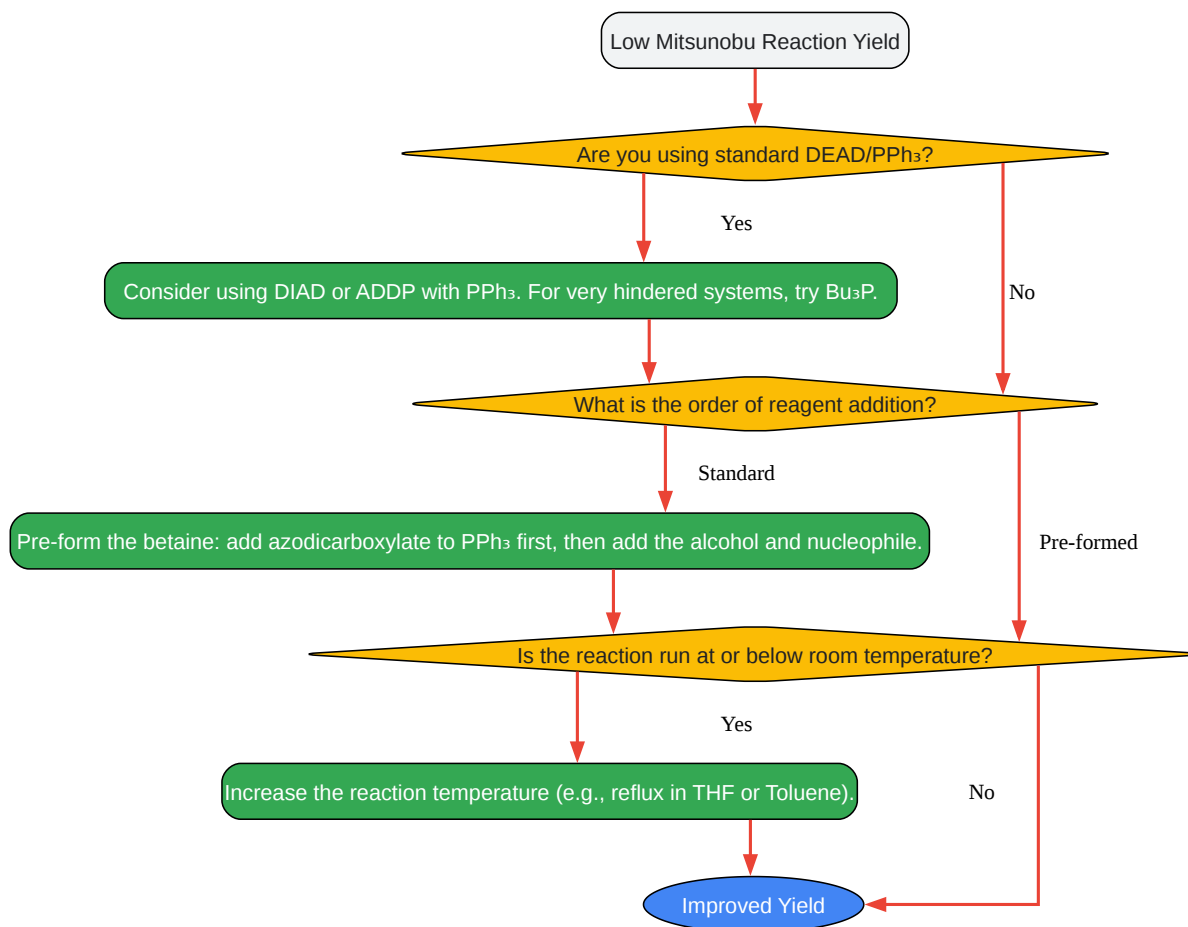 Low Mitsunobu Reaction Yield
Are you using standard DEAD/PPh₃?
Yes
Consider using DIAD or ADDP with PPh₃. For very hindered systems, try Bu₃P.
No
What is the order of reagent addition?
Standard
Pre-form the betaine: add azodicarboxylate to PPh₃ first, then add the alcohol and nucleophile.
Pre-formed
Is the reaction run at or below room temperature?
Yes
Increase the reaction temperature (e.g., reflux in THF or Toluene).
No
Improved Yield